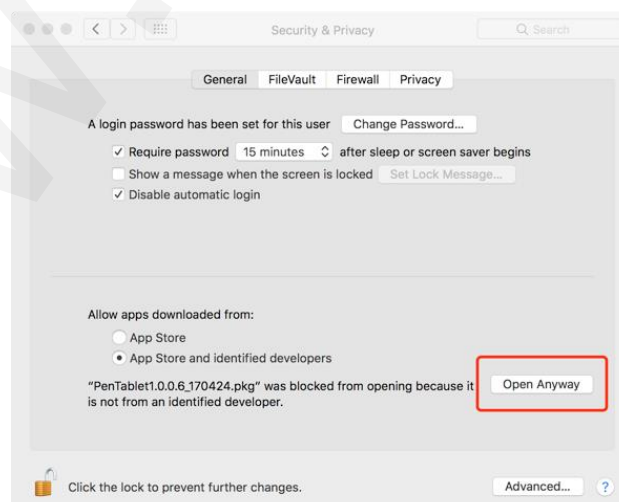 Security & Privacy
Search
General FileVault Firewall Privacy
A login password has been set for this user Change Password...
Require password 15 minutes after sleep or screen saver begins
Show a message when the screen is locked Set Lock Message...
Disable automatic login
Allow apps downloaded from:
App Store
App Store and identified developers
“PenTablet1.0.0.6_170424.pkg” was blocked from opening because it Open Anyway
is not from an identified developer.
Click the lock to prevent further changes. Advanced... ?